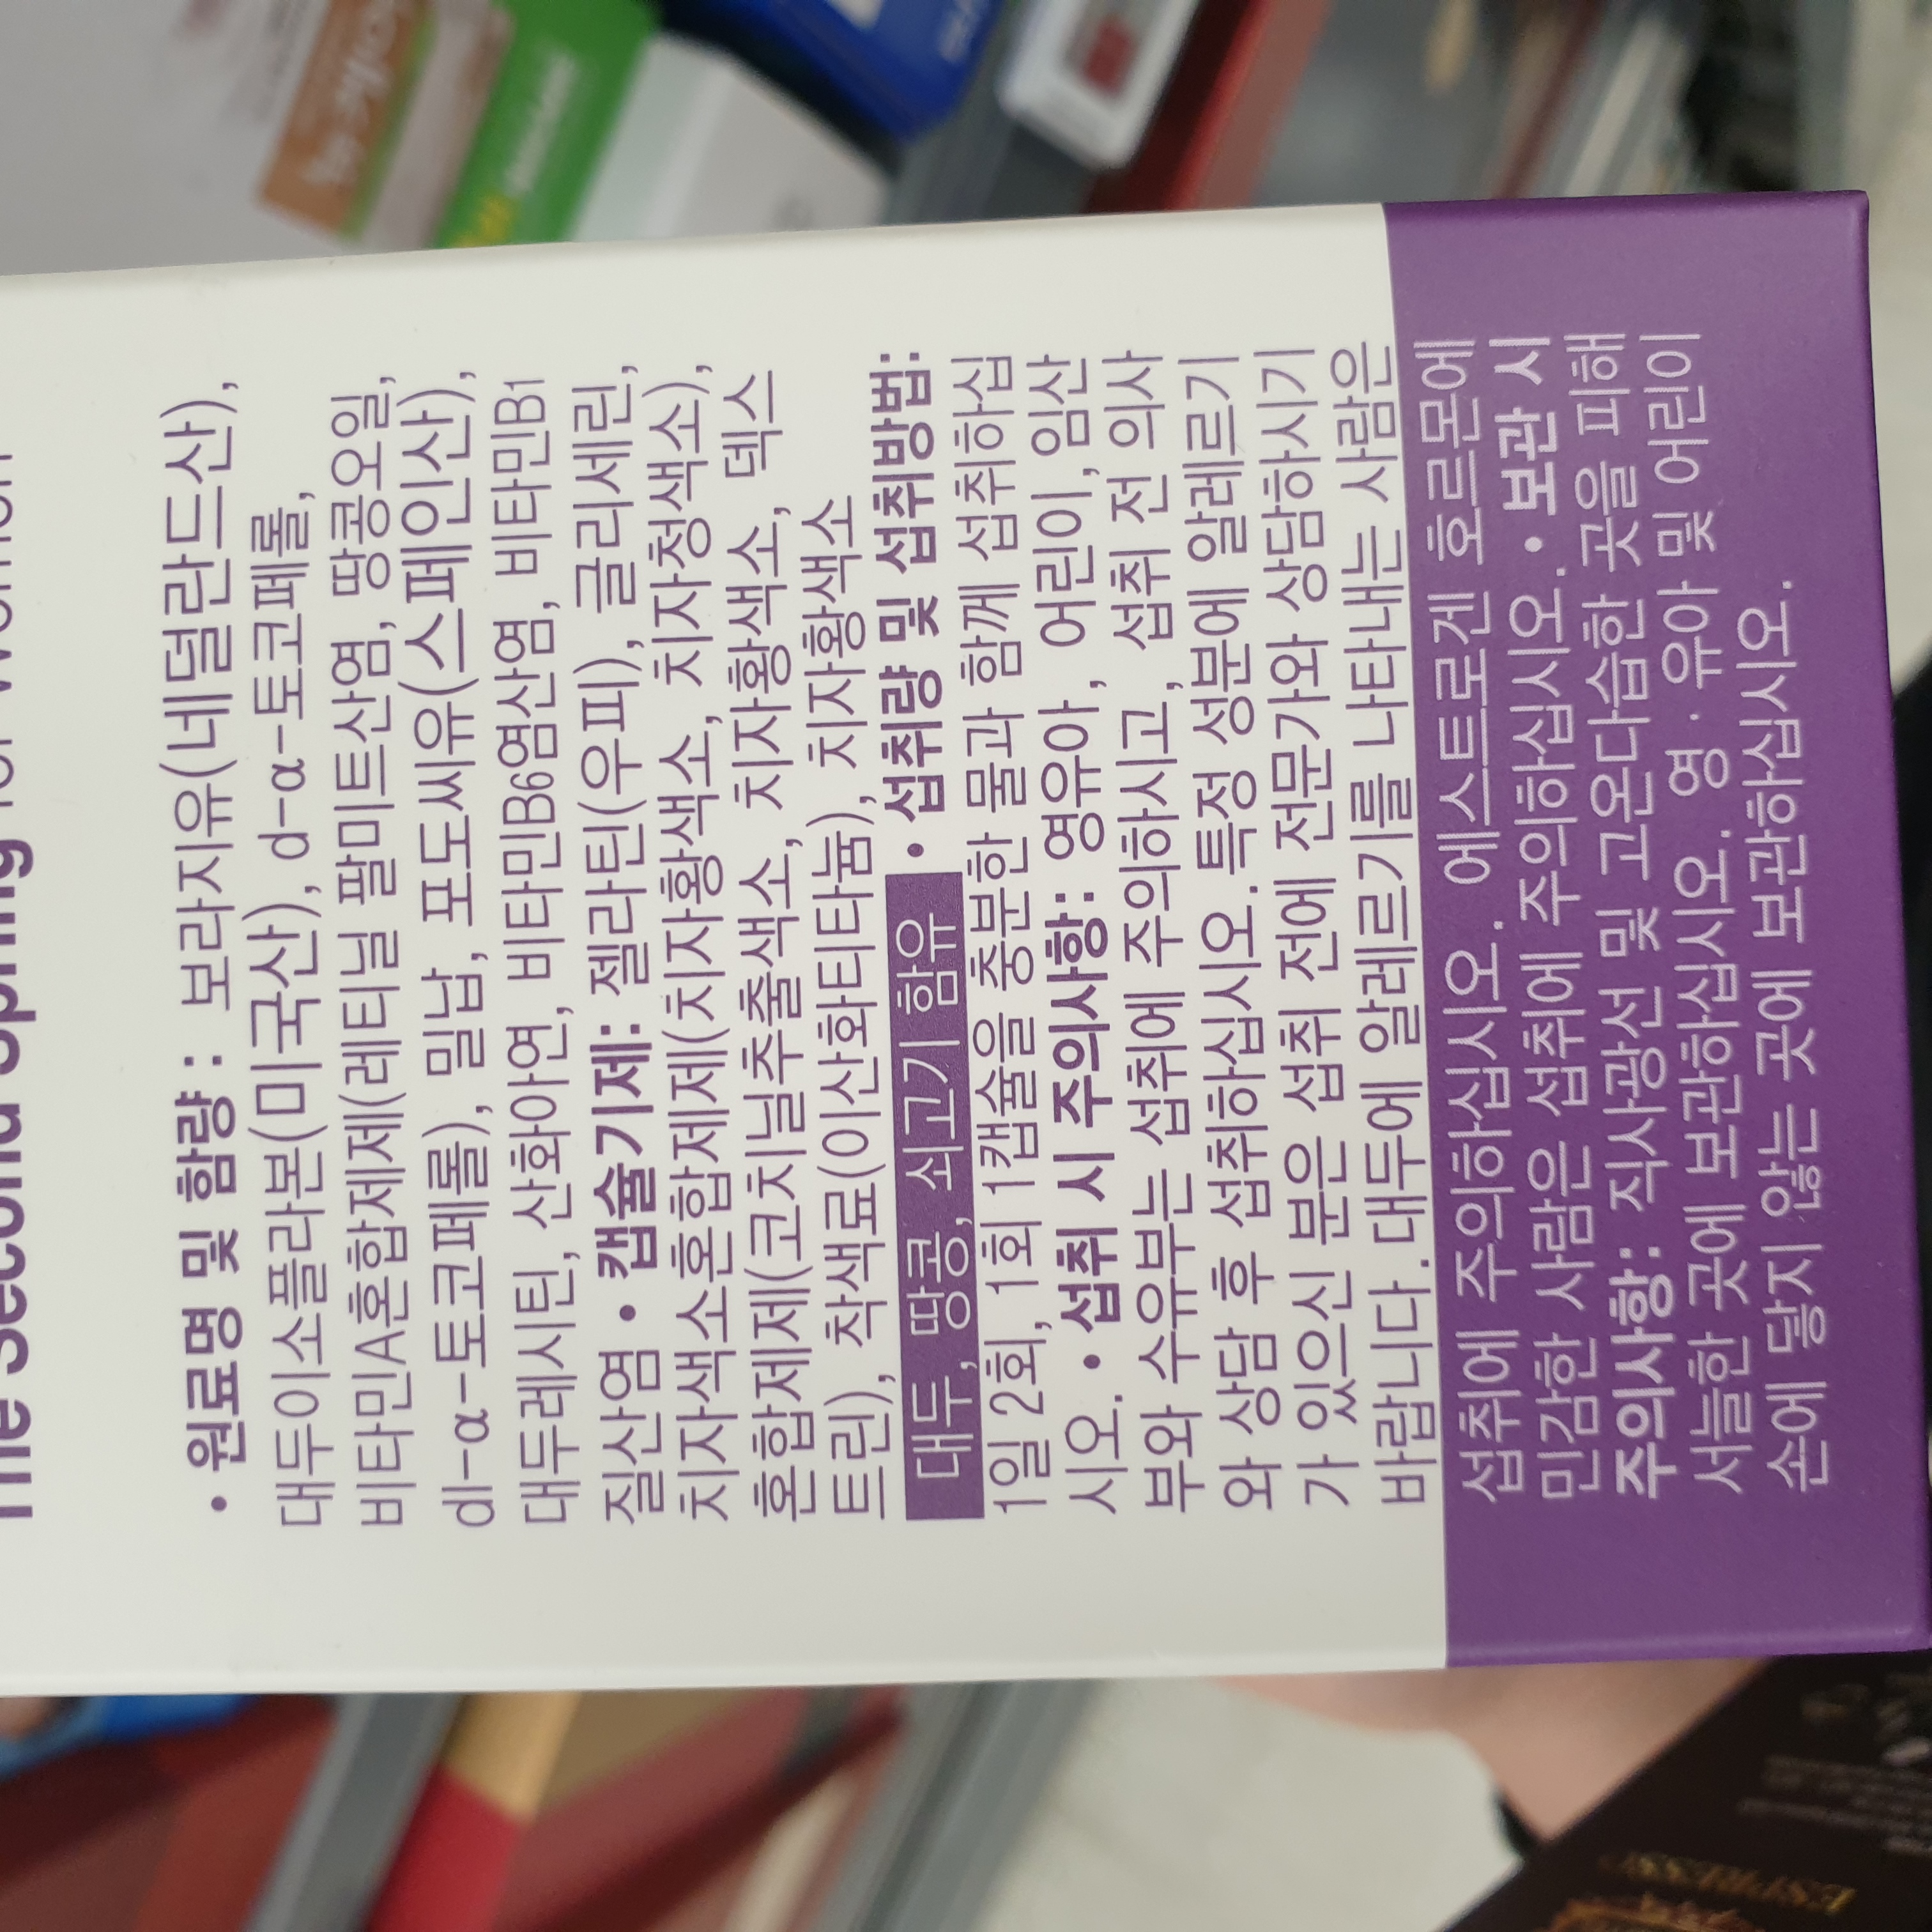 The Second Spring for Women
• 원료명 및 함량 : 보라지유(네덜란드산),
대두이소플라본(미국산), d-α-토코페롤,
비타민A혼합제제(레티닐 팔미트산염, 땅콩오일,
dl-α-토코페롤), 밀납, 포도씨유(스페인산),
대두레시틴, 산화아연, 비타민B6염산염, 비타민B1
질산염 • 캡슐기제: 젤라틴(우피), 글리세린,
치자색소혼합제제(치자황색소, 치자청색소),
혼합제제(코치닐추출색소, 치자황색소, 덱스
트린), 착색료(이산화티타늄), 치자황색소
대두, 땅콩, 쇠고기 함유 • 섭취량 및 섭취방법:
1일 2회, 1회 1캡슐을 충분한 물과 함께 섭취하십
시오. • 섭취 시 주의사항: 영유아, 어린이, 임산
부와 수유부는 섭취에 주의하시고, 섭취 전 의사
와 상담 후 섭취하십시오. 특정 성분에 알레르기
가 있으신 분은 섭취 전에 전문가와 상담하시기
바랍니다. 대두에 알레르기를 나타내는 사람은
섭취에 주의하십시오. 에스트로겐 호르몬에
민감한 사람은 섭취에 주의하십시오. • 보관 시
주의사항: 직사광선 및 고온다습한 곳을 피해
서늘한 곳에 보관하십시오. 영 · 유아 및 어린이
손에 닿지 않는 곳에 보관하십시오.
ESPRESS